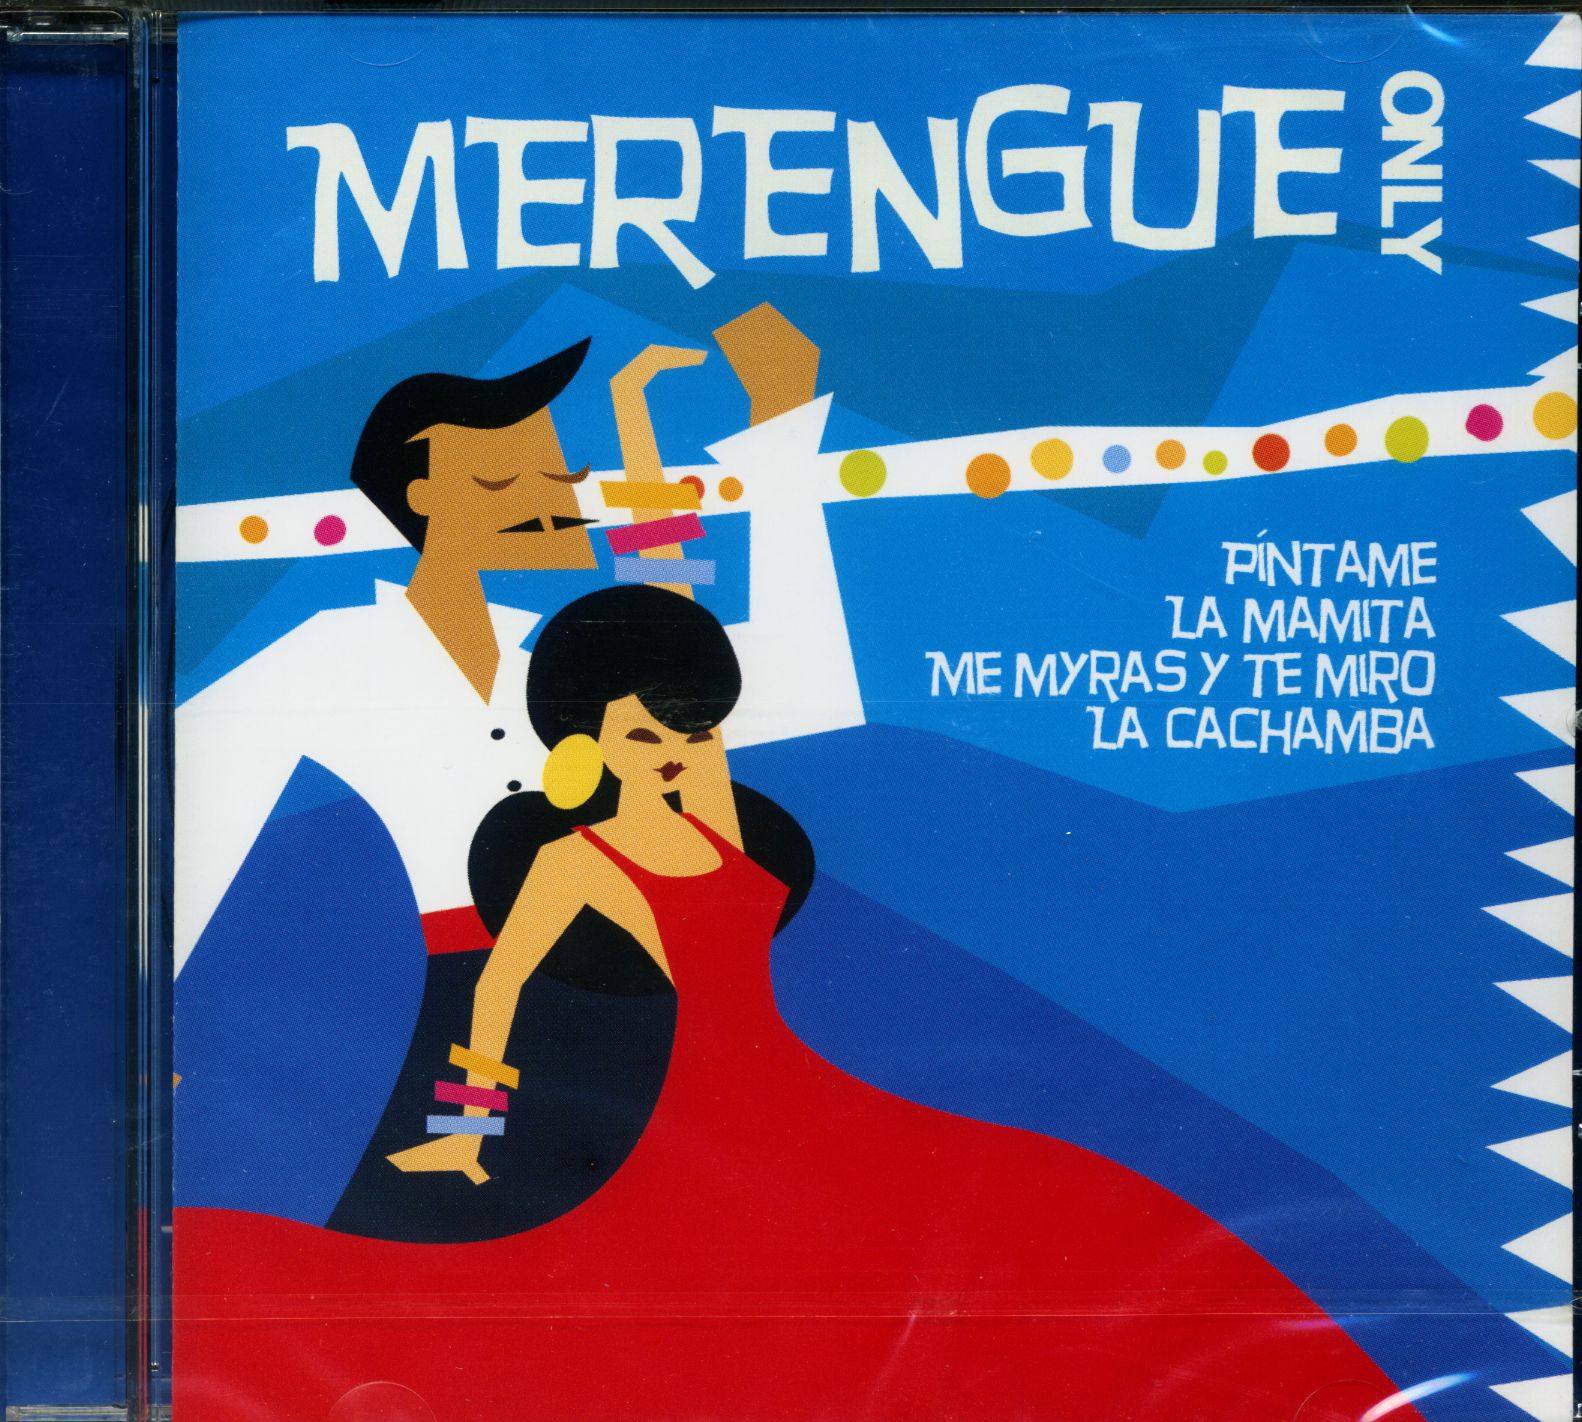 MERENGUE
ONLY
PÍNTAME
LA MAMITA
ME MYRAS Y TE MIRO
LA CACHAMBA